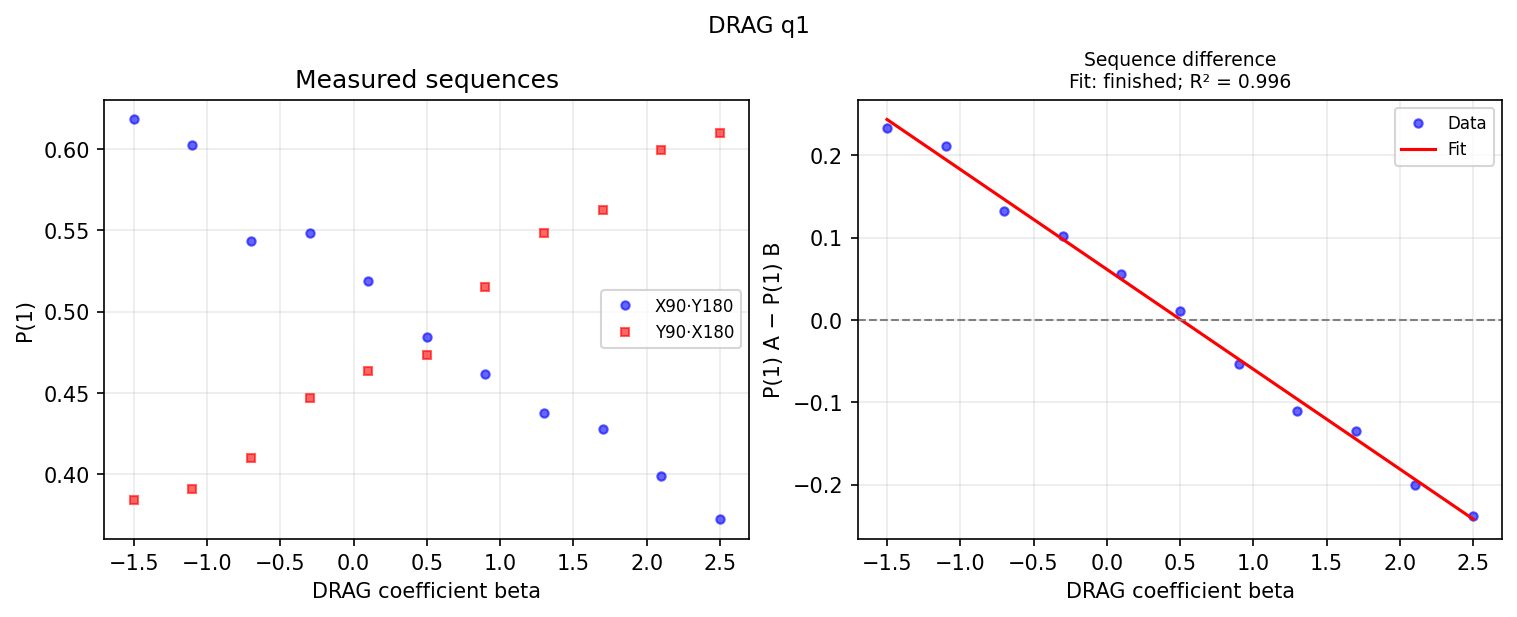 DRAG q1
Measured sequences
P(1)
0.60
0.55
0.50
0.45
0.40
X90·Y180
Y90·X180
−1.5 −1.0 −0.5 0.0 0.5 1.0 1.5 2.0 2.5
DRAG coefficient beta
Sequence difference
Fit: finished; R² = 0.996
P(1) A − P(1) B
0.2
0.1
0.0
−0.1
−0.2
Data
Fit
−1.5 −1.0 −0.5 0.0 0.5 1.0 1.5 2.0 2.5
DRAG coefficient beta